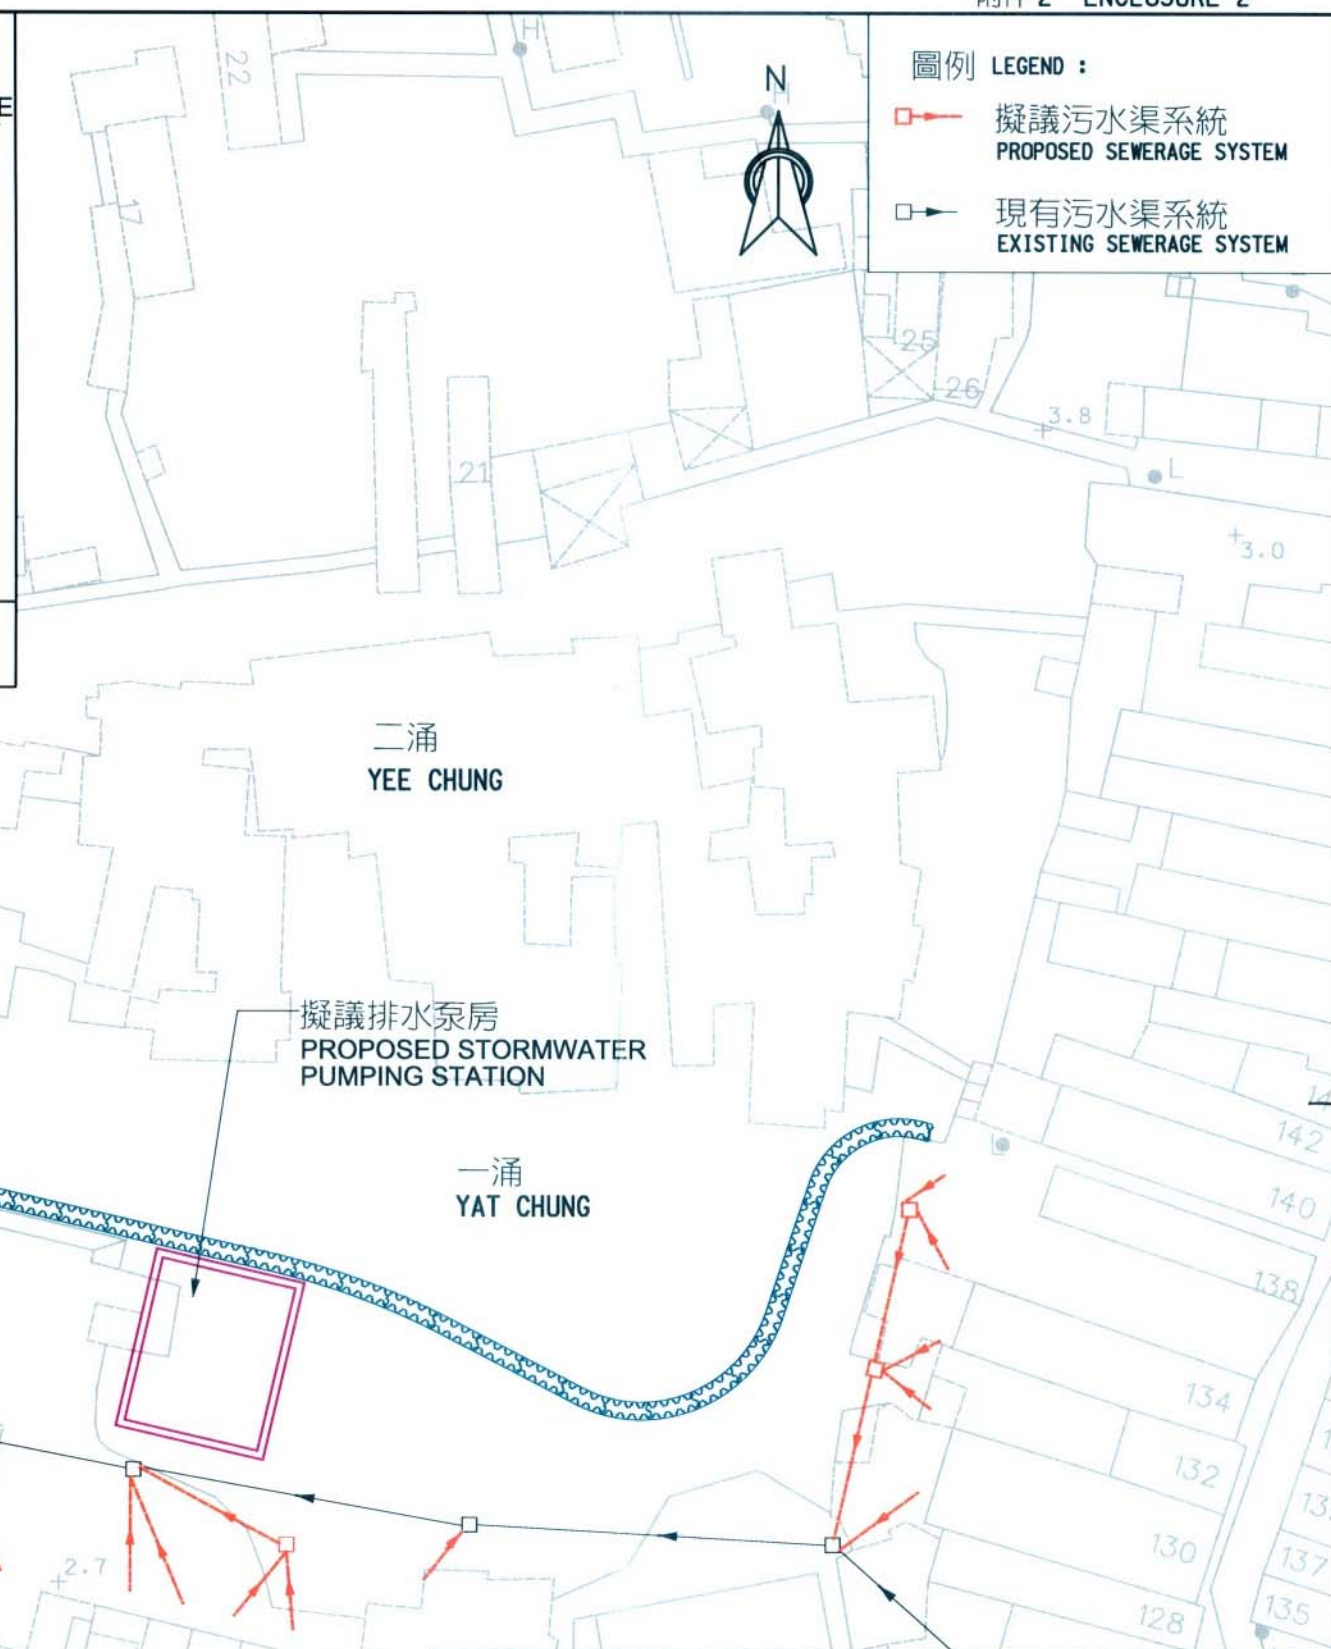 ENCLOSURE 2
E
22
H
N
H
圖例 LEGEND :
擬議污水渠系統
PROPOSED SEWERAGE SYSTEM
現有污水渠系統
EXISTING SEWERAGE SYSTEM
17
25
26
3.8
21
L
3.0
二涌
YEE CHUNG
擬議排水泵房
PROPOSED STORMWATER
PUMPING STATION
一涌
YAT CHUNG
L
142
140
138
134
132
130
137
128
135
2.7